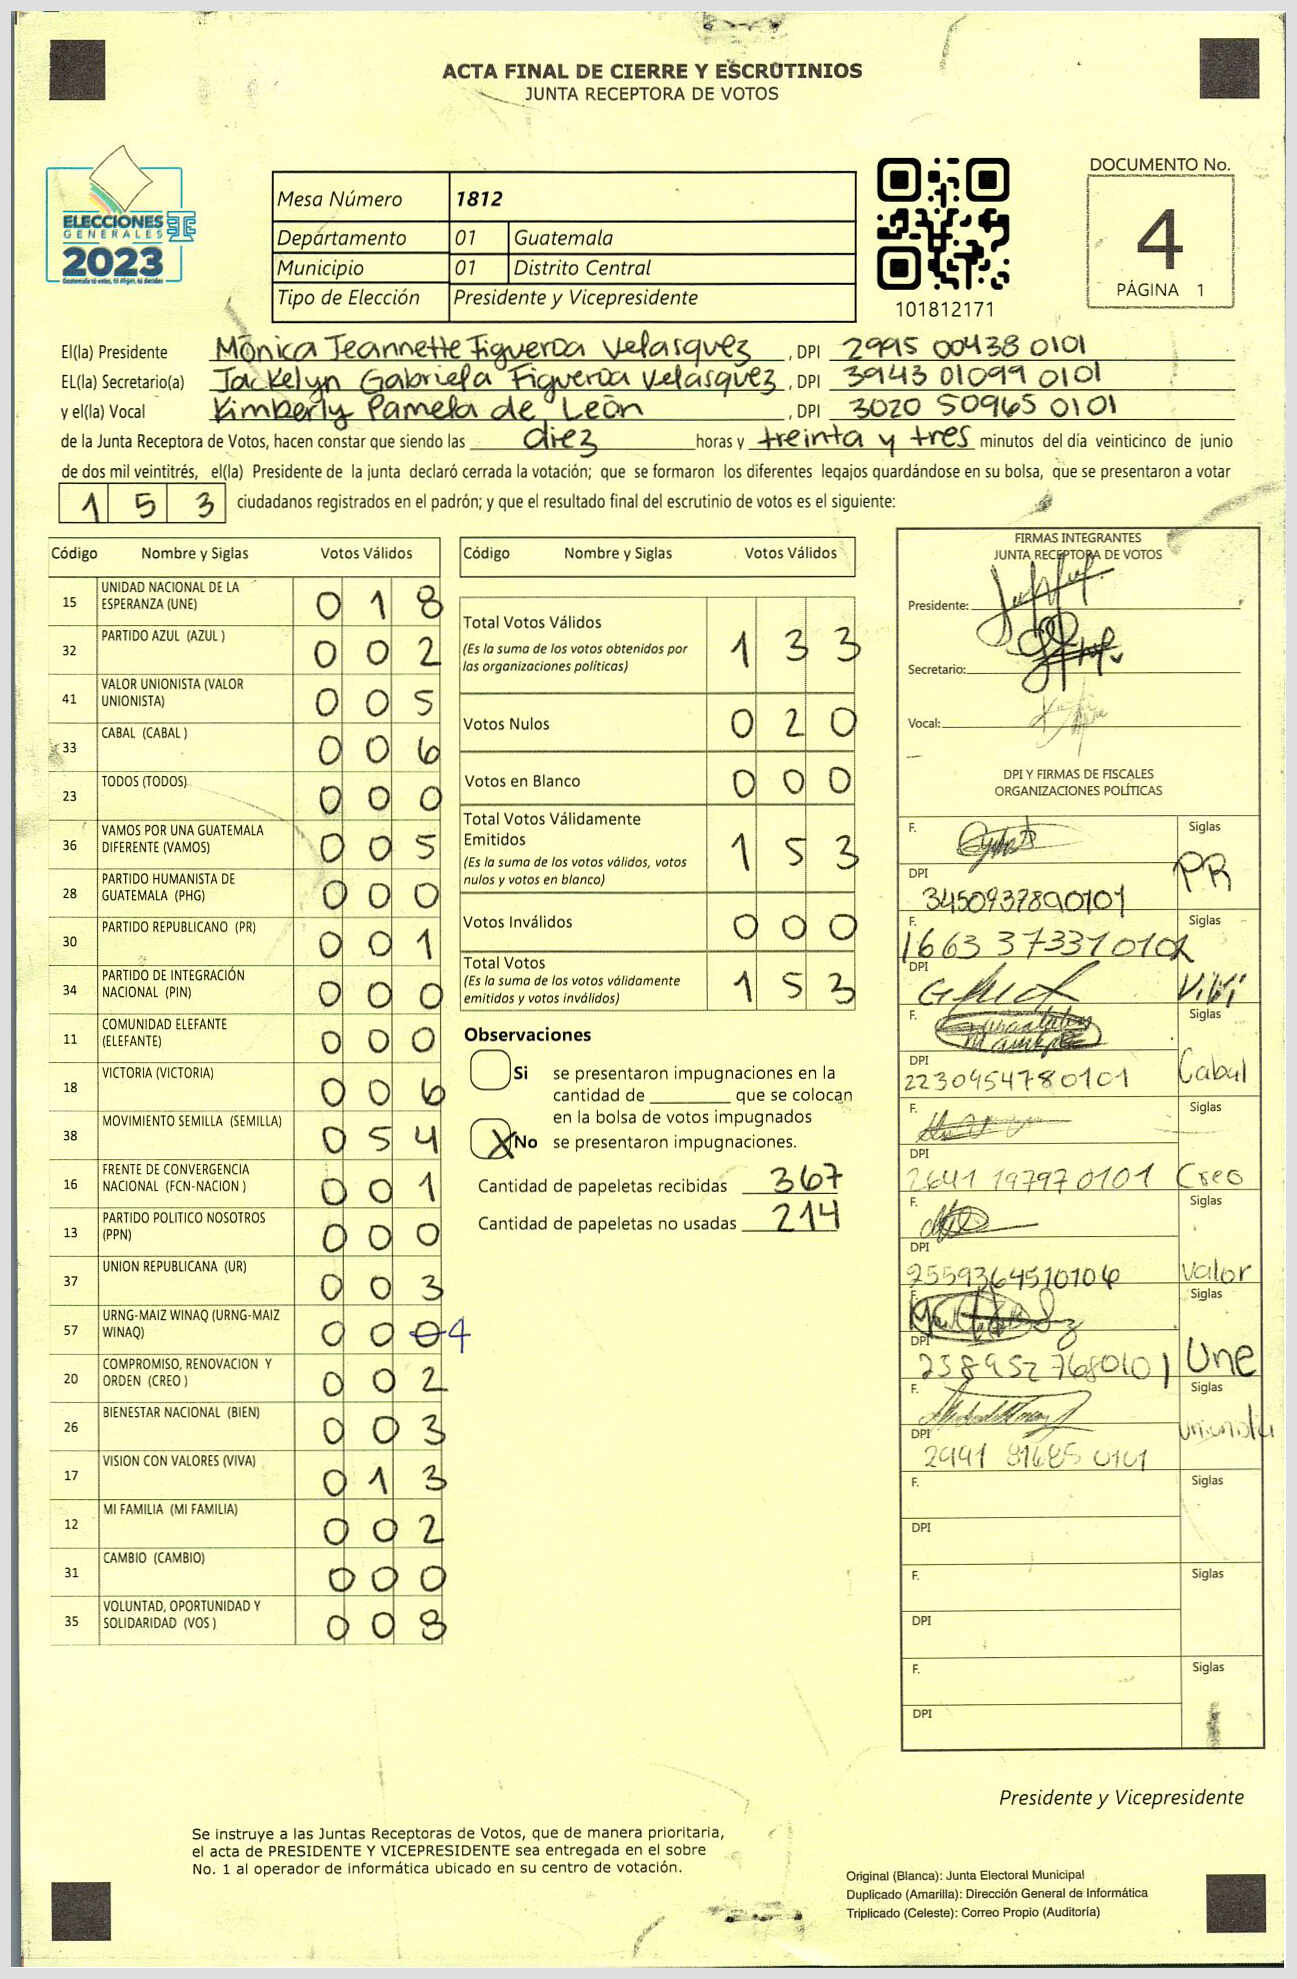 ACTA FINAL DE CIERRE Y ESCRUTINIOS
JUNTA RECEPTORA DE VOTOS
ELECCIONES
GENERALES
2023
Mesa Número 1812
Departamento 01 Guatemala
Municipio 01 Distrito Central
Tipo de Elección Presidente y Vicepresidente
101812171
DOCUMENTO No.
4
PÁGINA 1
El(la) Presidente Mónica Jeannette Figueroa Velasquez , DPI 2995 00438 0101
EL(la) Secretario(a) Jackelyn Gabriela Figueroa Velasquez , DPI 3943 01099 0101
y el(la) Vocal Kimberly Pamela de León , DPI 3020 50965 0101
de la Junta Receptora de Votos, hacen constar que siendo las diez horas y treinta y tres minutos del día veinticinco de junio
de dos mil veintitrés, el(la) Presidente de la junta declaró cerrada la votación; que se formaron los diferentes legajos guardándose en su bolsa, que se presentaron a votar
1 5 3 ciudadanos registrados en el padrón; y que el resultado final del escrutinio de votos es el siguiente:
Código Nombre y Siglas Votos Válidos
15 UNIDAD NACIONAL DE LA ESPERANZA (UNE) 0 1 8
32 PARTIDO AZUL (AZUL ) 0 0 2
41 VALOR UNIONISTA (VALOR UNIONISTA) 0 0 5
33 CABAL (CABAL ) 0 0 6
23 TODOS (TODOS) 0 0 0
36 VAMOS POR UNA GUATEMALA DIFERENTE (VAMOS) 0 0 5
28 PARTIDO HUMANISTA DE GUATEMALA (PHG) 0 0 0
30 PARTIDO REPUBLICANO (PR) 0 0 1
34 PARTIDO DE INTEGRACIÓN NACIONAL (PIN) 0 0 0
11 COMUNIDAD ELEFANTE (ELEFANTE) 0 0 0
18 VICTORIA (VICTORIA) 0 0 6
38 MOVIMIENTO SEMILLA (SEMILLA) 0 5 4
16 FRENTE DE CONVERGENCIA NACIONAL (FCN-NACION ) 0 0 1
13 PARTIDO POLITICO NOSOTROS (PPN) 0 0 0
37 UNION REPUBLICANA (UR) 0 0 3
57 URNG-MAIZ WINAQ (URNG-MAIZ WINAQ) 0 0 0 4
20 COMPROMISO, RENOVACION Y ORDEN (CREO ) 0 0 2
26 BIENESTAR NACIONAL (BIEN) 0 0 3
17 VISION CON VALORES (VIVA) 0 1 3
12 MI FAMILIA (MI FAMILIA) 0 0 2
31 CAMBIO (CAMBIO) 0 0 0
35 VOLUNTAD, OPORTUNIDAD Y SOLIDARIDAD (VOS ) 0 0 8
Código Nombre y Siglas Votos Válidos
Total Votos Válidos 1 3 3
(Es la suma de los votos obtenidos por
las organizaciones políticas)
Votos Nulos 0 2 0
Votos en Blanco 0 0 0
Total Votos Válidamente
Emitidos 1 5 3
(Es la suma de los votos válidos, votos
nulos y votos en blanco)
Votos Inválidos 0 0 0
Total Votos 1 5 3
(Es la suma de los votos válidamente
emitidos y votos inválidos)
Observaciones
Si se presentaron impugnaciones en la
cantidad de ________ que se colocan
en la bolsa de votos impugnados
X No se presentaron impugnaciones.
Cantidad de papeletas recibidas 367
Cantidad de papeletas no usadas 214
FIRMAS INTEGRANTES
JUNTA RECEPTORA DE VOTOS
Presidente:
Secretario:
Vocal:
DPI Y FIRMAS DE FISCALES
ORGANIZACIONES POLÍTICAS
F. Siglas
DPI PR
3450937890101
F. Siglas
1663 37331 0101
DPI
F. Siglas
DPI Cabal
2230954780101
F. Siglas
DPI
2641 19797 0101 Creo
F. Siglas
DPI
2559364510106 Valor
F. Siglas
DPI Une
2589527680101
F. Siglas
DPI
2991 81685 0101
F. Siglas
DPI
F. Siglas
DPI
F. Siglas
DPI
Presidente y Vicepresidente
Se instruye a las Juntas Receptoras de Votos, que de manera prioritaria,
el acta de PRESIDENTE Y VICEPRESIDENTE sea entregada en el sobre
No. 1 al operador de informática ubicado en su centro de votación.
Original (Blanca): Junta Electoral Municipal
Duplicado (Amarilla): Dirección General de Informática
Triplicado (Celeste): Correo Propio (Auditoría)